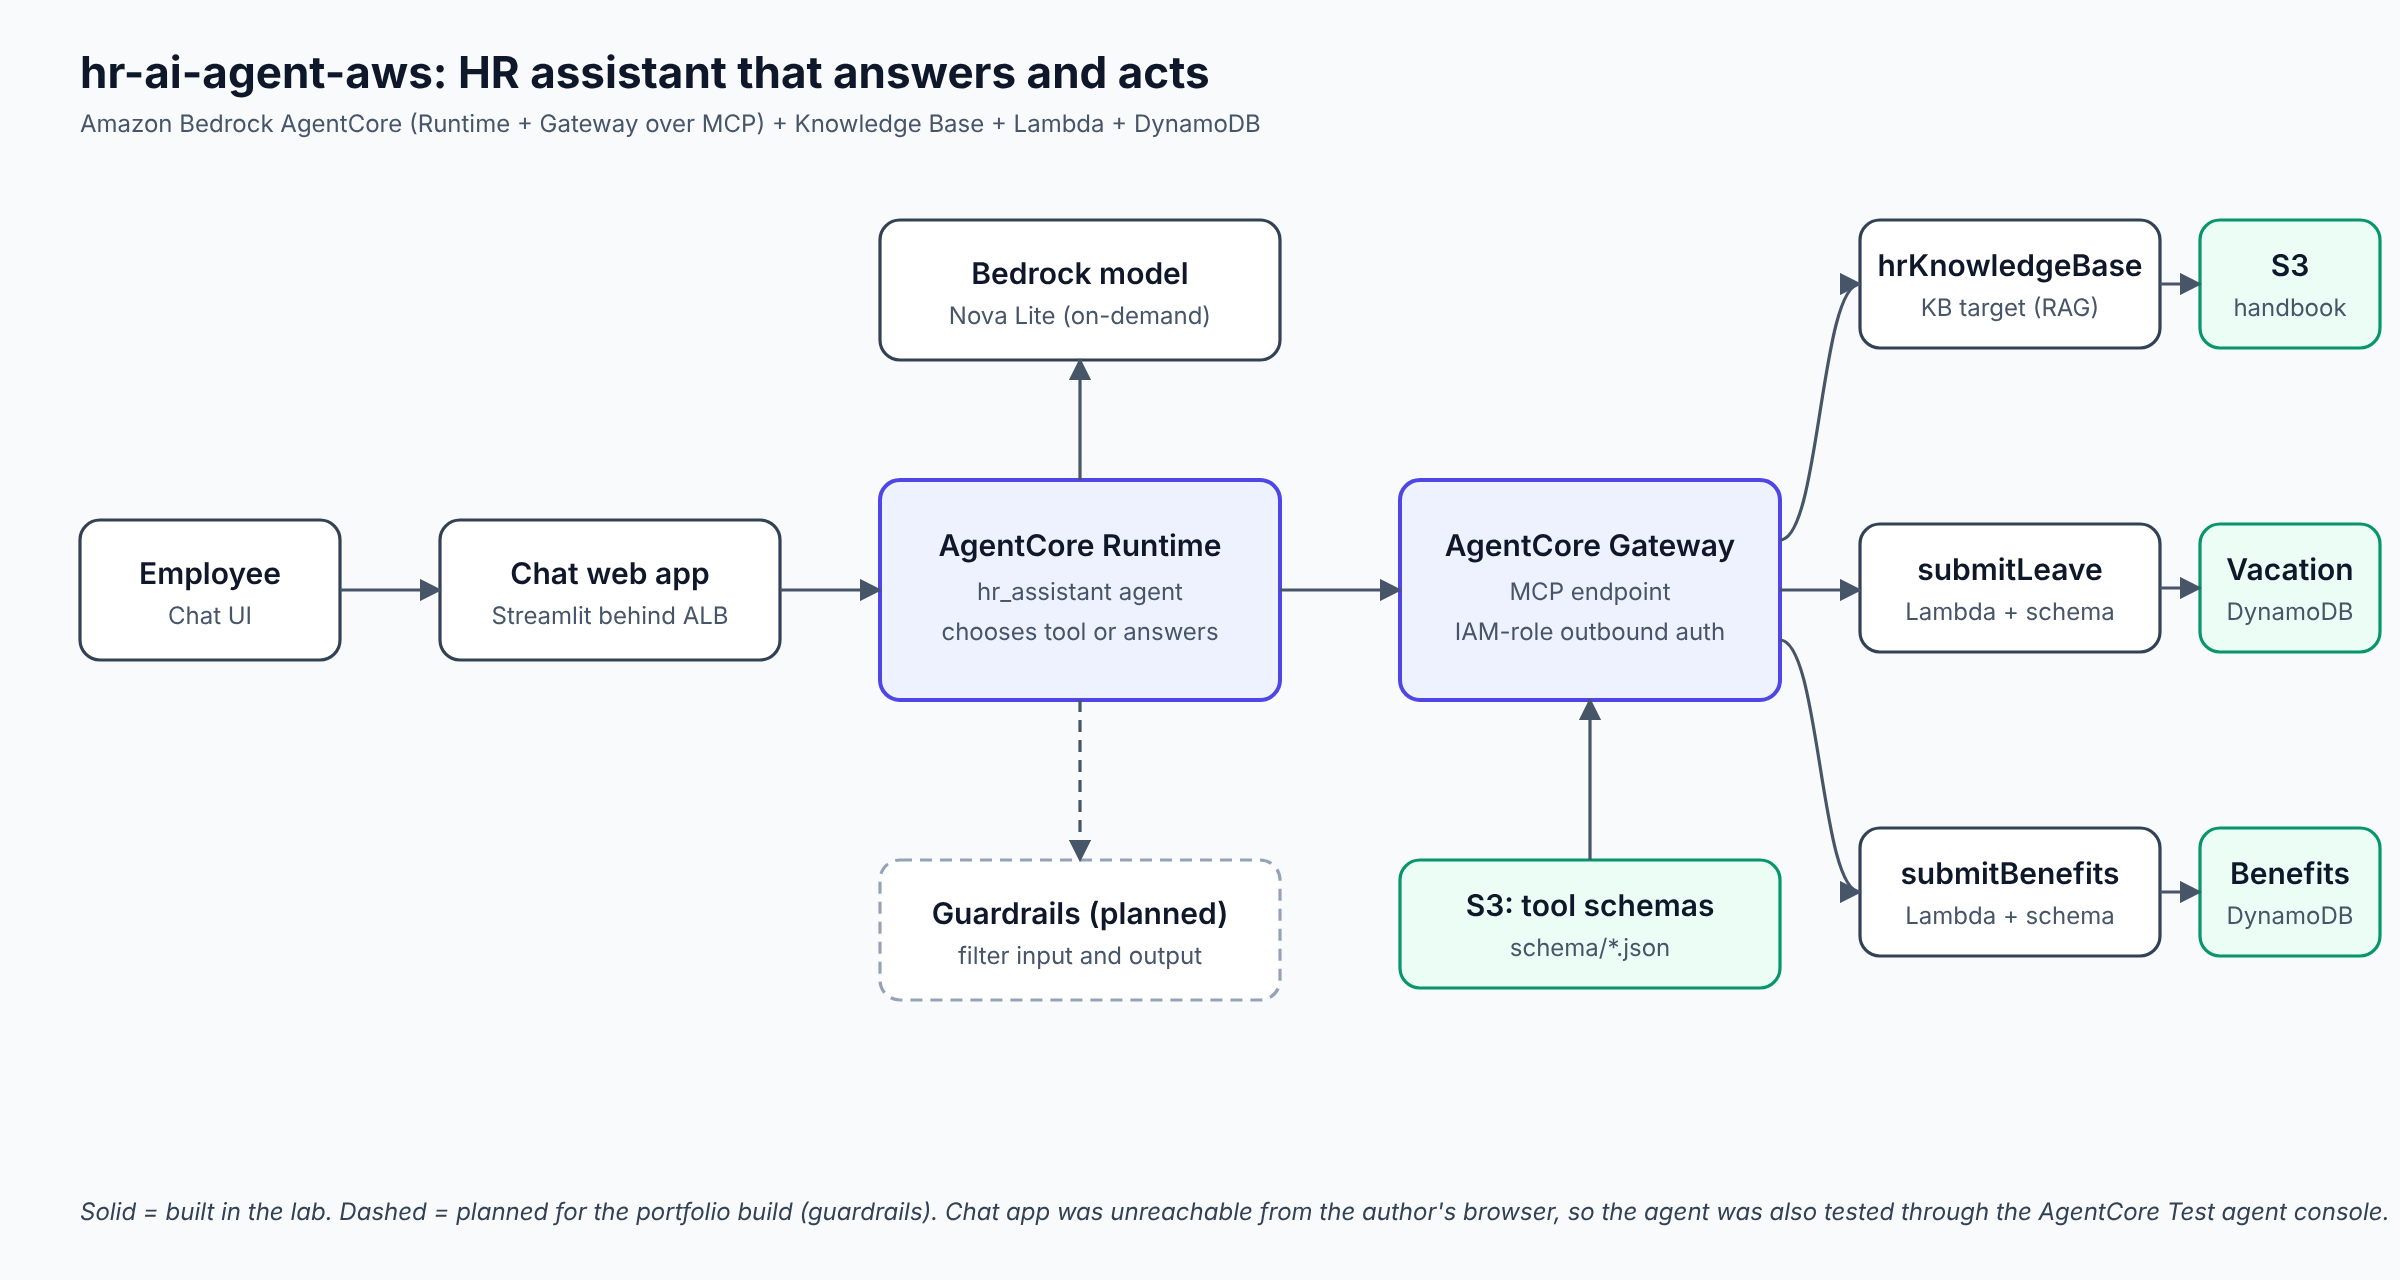 hr-ai-agent-aws: HR assistant that answers and acts
Amazon Bedrock AgentCore (Runtime + Gateway over MCP) + Knowledge Base + Lambda + DynamoDB
Bedrock model
Nova Lite (on-demand)
hrKnowledgeBase
KB target (RAG)
S3
handbook
Employee
Chat UI
Chat web app
Streamlit behind ALB
AgentCore Runtime
hr_assistant agent
chooses tool or answers
AgentCore Gateway
MCP endpoint
IAM-role outbound auth
submitLeave
Lambda + schema
Vacation
DynamoDB
Guardrails (planned)
filter input and output
S3: tool schemas
schema/*.json
submitBenefits
Lambda + schema
Benefits
DynamoDB
Solid = built in the lab. Dashed = planned for the portfolio build (guardrails). Chat app was unreachable from the author's browser, so the agent was also tested through the AgentCore Test agent console.